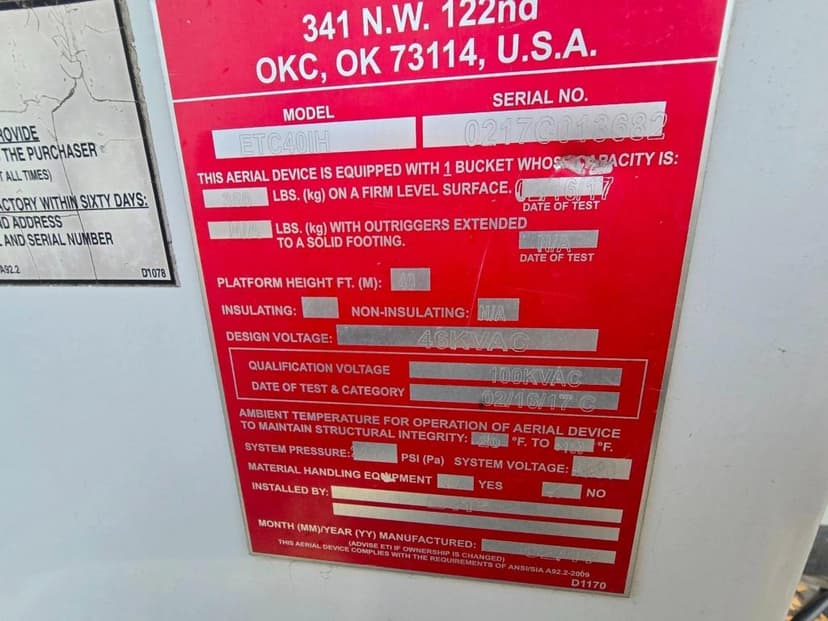 ROVIDE
THE PURCHASER
T ALL TIMES)
ACTORY WITHIN SIXTY DAYS:
ND ADDRESS
L AND SERIAL NUMBER
A92.2
D1078
341 N.W. 122nd
OKC, OK 73114, U.S.A.
MODEL SERIAL NO.
ETC40IH 0217C013632
THIS AERIAL DEVICE IS EQUIPPED WITH 1 BUCKET WHOSE CAPACITY IS:
LBS. (kg) ON A FIRM LEVEL SURFACE. 02/16/17
DATE OF TEST
N/A LBS. (kg) WITH OUTRIGGERS EXTENDED
TO A SOLID FOOTING. N/A
DATE OF TEST
PLATFORM HEIGHT FT. (M):
INSULATING: NON-INSULATING: N/A
DESIGN VOLTAGE: 46KVAC
QUALIFICATION VOLTAGE 100KVAC
DATE OF TEST & CATEGORY 02/16/17 C
AMBIENT TEMPERATURE FOR OPERATION OF AERIAL DEVICE
TO MAINTAIN STRUCTURAL INTEGRITY: °F. TO °F.
SYSTEM PRESSURE: PSI (Pa) SYSTEM VOLTAGE:
MATERIAL HANDLING EQUIPMENT YES NO
INSTALLED BY:
MONTH (MM)/YEAR (YY) MANUFACTURED:
(ADVISE ETI IF OWNERSHIP IS CHANGED)
THIS AERIAL DEVICE COMPLIES WITH THE REQUIREMENTS OF ANSI/SIA A92.2-2009
D1170